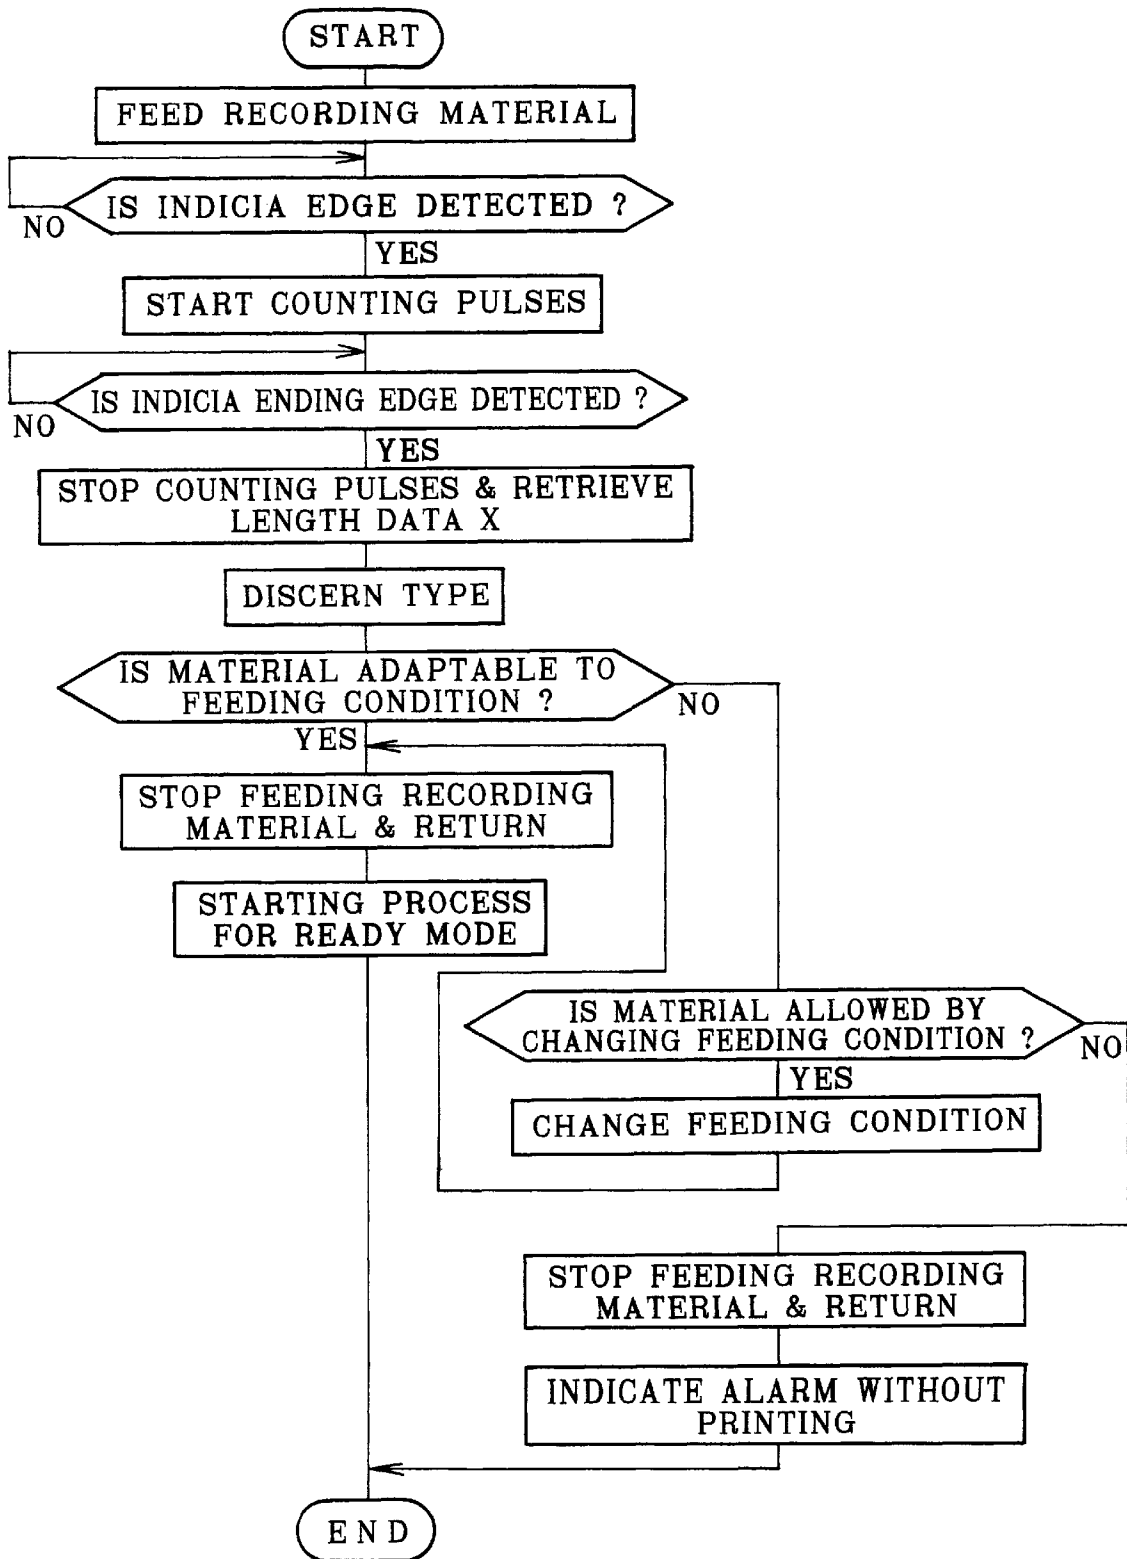 START
FEED RECORDING MATERIAL
IS INDICIA EDGE DETECTED ?
NO
YES
START COUNTING PULSES
IS INDICIA ENDING EDGE DETECTED ?
NO
YES
STOP COUNTING PULSES & RETRIEVE
LENGTH DATA X
DISCERN TYPE
IS MATERIAL ADAPTABLE TO
FEEDING CONDITION ?
NO
YES
STOP FEEDING RECORDING
MATERIAL & RETURN
STARTING PROCESS
FOR READY MODE
IS MATERIAL ALLOWED BY
CHANGING FEEDING CONDITION ?
NO
YES
CHANGE FEEDING CONDITION
STOP FEEDING RECORDING
MATERIAL & RETURN
INDICATE ALARM WITHOUT
PRINTING
END